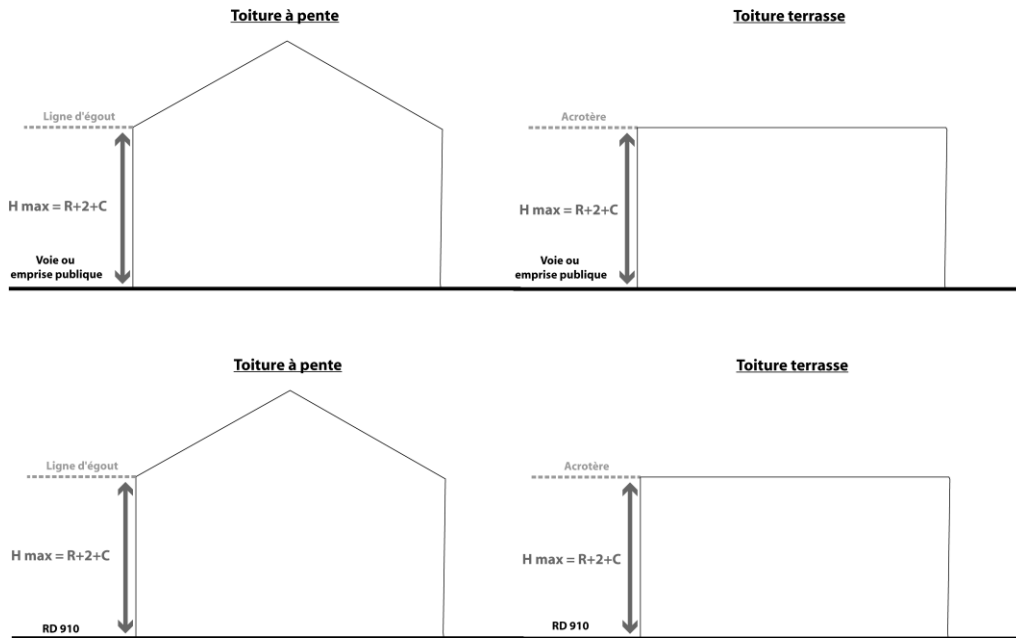 Toiture à pente
Toiture terrasse
Ligne d'égout
Acrotère
H max = R+2+C
H max = R+2+C
Voie ou
emprise publique
Voie ou
emprise publique
Toiture à pente
Toiture terrasse
Ligne d'égout
Acrotère
H max = R+2+C
H max = R+2+C
RD 910
RD 910